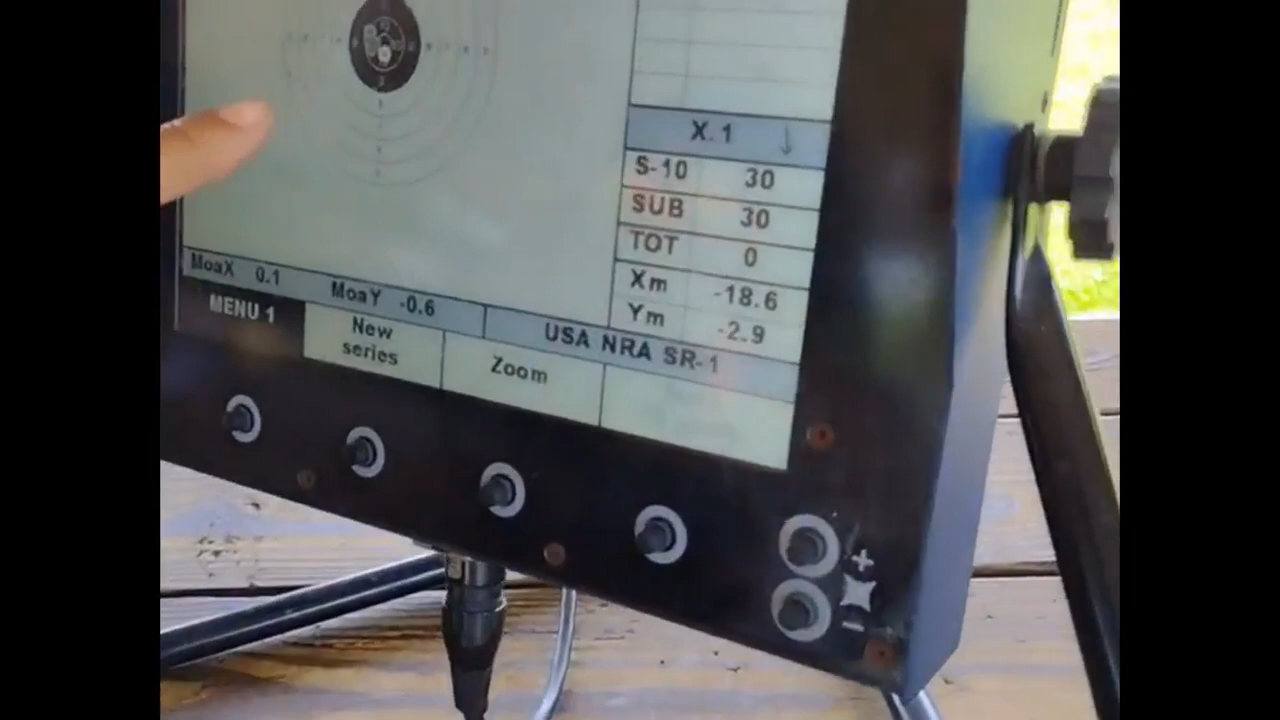 X.1
S-10 30
SUB 30
TOT 0
Xm -18.6
Ym -2.9
MoaX 0.1 MoaY -0.6
USA NRA SR-1
MENU 1
New
series
Zoom
+
-